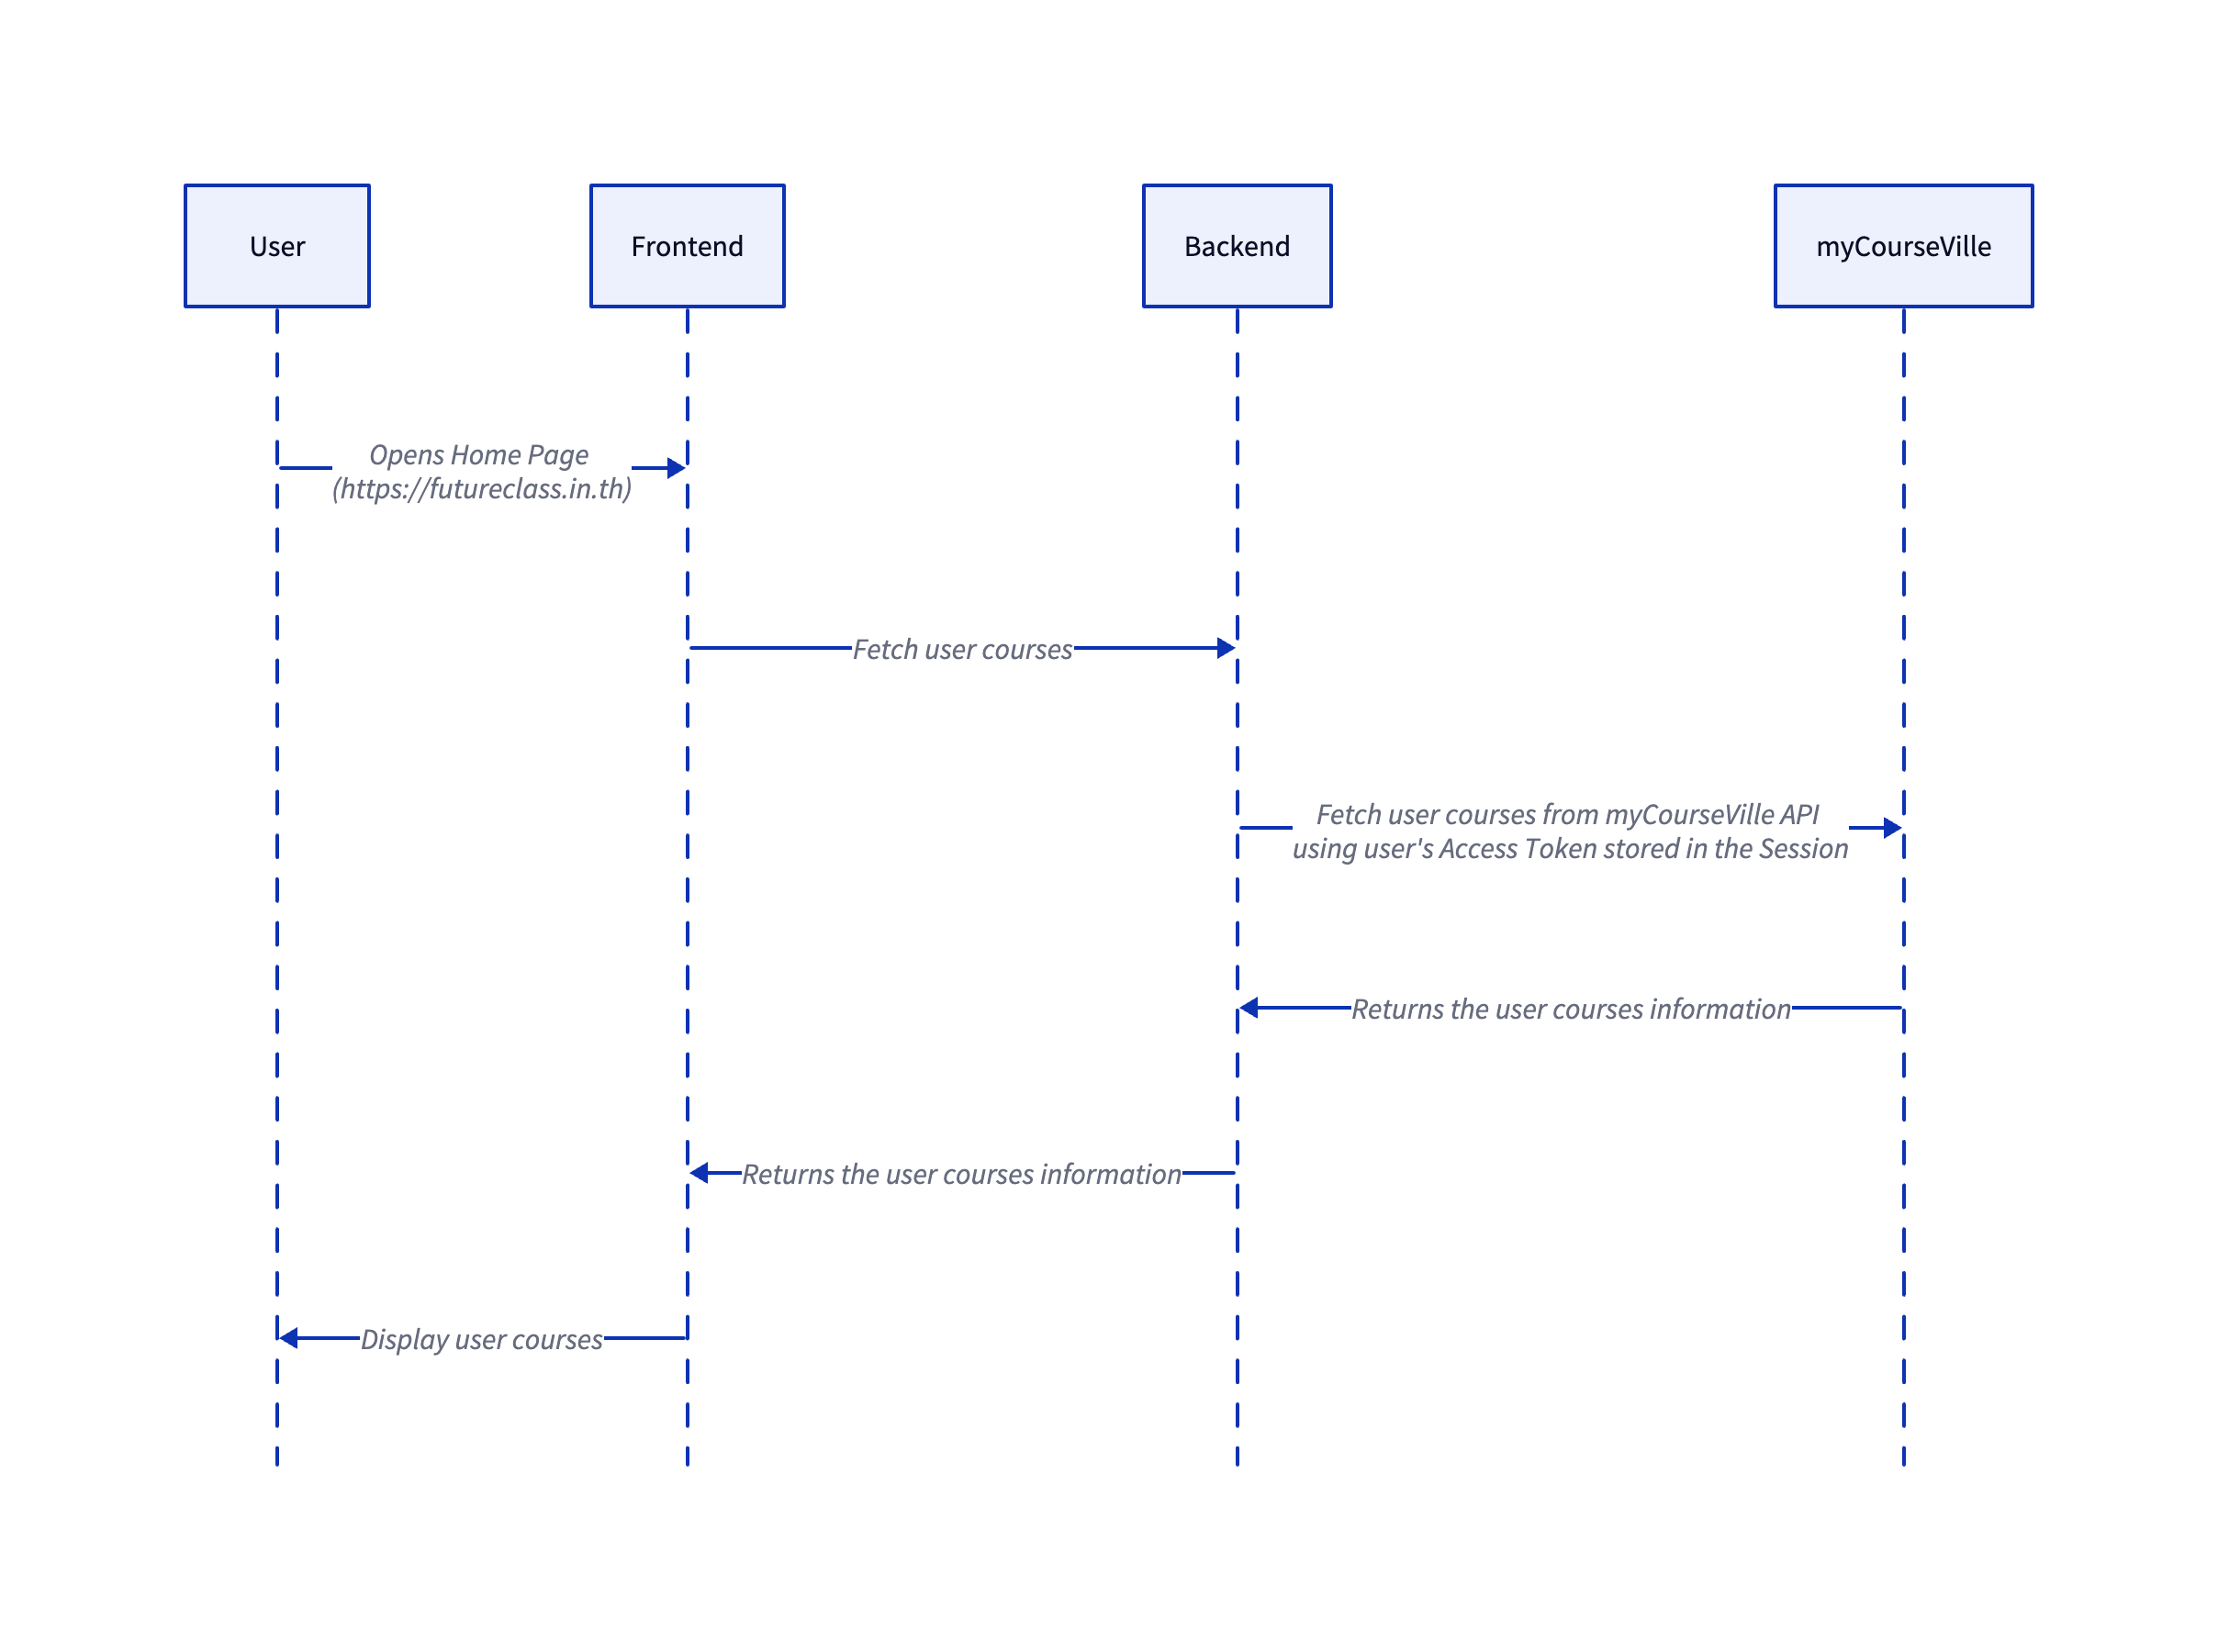 User
Frontend
Backend
myCourseVille
Opens Home Page
(https://futureclass.in.th)
Fetch user courses
Fetch user courses from myCourseVille API
using user's Access Token stored in the Session
Returns the user courses information
Returns the user courses information
Display user courses